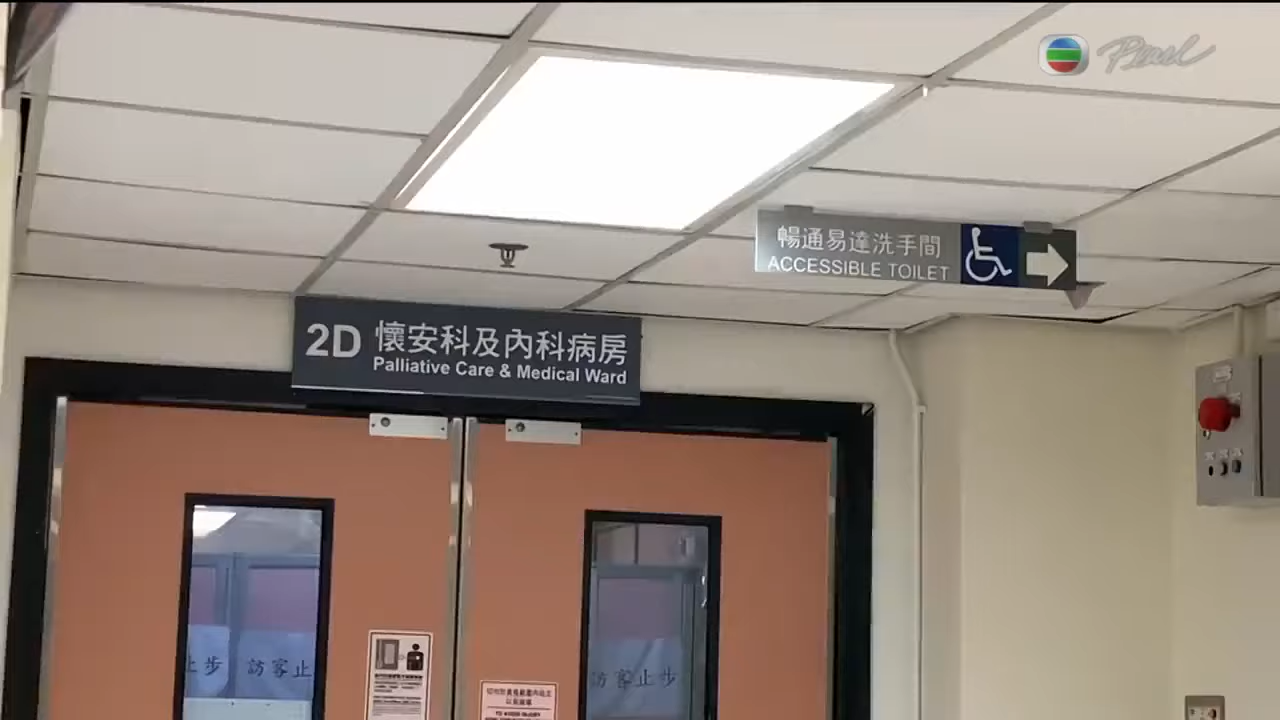 Pearl
暢通易達洗手間
ACCESSIBLE TOILET
2D 懷安科及內科病房
Palliative Care & Medical Ward
止步 訪客止
訪客止步